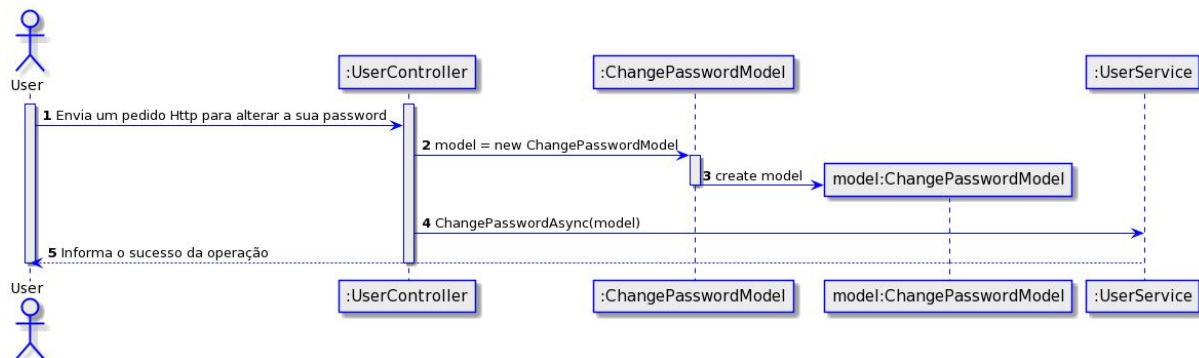 User
:UserController
:ChangePasswordModel
:UserService
1 Envia um pedido Http para alterar a sua password
2 model = new ChangePasswordModel
3 create model
model:ChangePasswordModel
4 ChangePasswordAsync(model)
5 Informa o sucesso da operação
User
:UserController
:ChangePasswordModel
model:ChangePasswordModel
:UserService